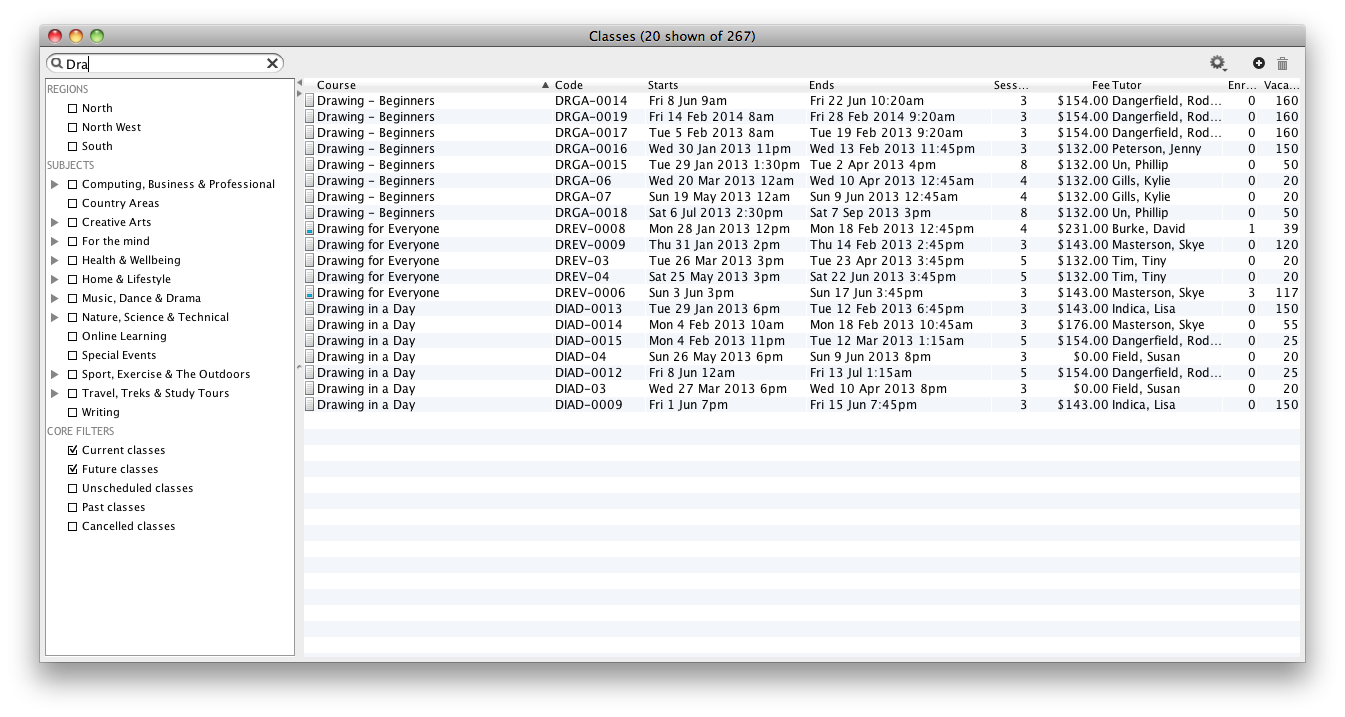 Classes (20 shown of 267)
Dra
REGIONS
North
North West
South
SUBJECTS
Computing, Business & Professional
Country Areas
Creative Arts
For the mind
Health & Wellbeing
Home & Lifestyle
Music, Dance & Drama
Nature, Science & Technical
Online Learning
Special Events
Sport, Exercise & The Outdoors
Travel, Treks & Study Tours
Writing
CORE FILTERS
Current classes
Future classes
Unscheduled classes
Past classes
Cancelled classes
Course Code Starts Ends Sess... Fee Tutor Enr... Vaca...
Drawing - Beginners DRGA-0014 Fri 8 Jun 9am Fri 22 Jun 10:20am 3 $154.00 Dangerfield, Rod... 0 160
Drawing - Beginners DRGA-0019 Fri 14 Feb 2014 8am Fri 28 Feb 2014 9:20am 3 $154.00 Dangerfield, Rod... 0 160
Drawing - Beginners DRGA-0017 Tue 5 Feb 2013 8am Tue 19 Feb 2013 9:20am 3 $154.00 Dangerfield, Rod... 0 160
Drawing - Beginners DRGA-0016 Wed 30 Jan 2013 11pm Wed 13 Feb 2013 11:45pm 3 $132.00 Peterson, Jenny 0 150
Drawing - Beginners DRGA-0015 Tue 29 Jan 2013 1:30pm Tue 2 Apr 2013 4pm 8 $132.00 Un, Phillip 0 50
Drawing - Beginners DRGA-06 Wed 20 Mar 2013 12am Wed 10 Apr 2013 12:45am 4 $132.00 Gills, Kylie 0 20
Drawing - Beginners DRGA-07 Sun 19 May 2013 12am Sun 9 Jun 2013 12:45am 4 $132.00 Gills, Kylie 0 20
Drawing - Beginners DRGA-0018 Sat 6 Jul 2013 2:30pm Sat 7 Sep 2013 3pm 8 $132.00 Un, Phillip 0 50
Drawing for Everyone DREV-0008 Mon 28 Jan 2013 12pm Mon 18 Feb 2013 12:45pm 4 $231.00 Burke, David 1 39
Drawing for Everyone DREV-0009 Thu 31 Jan 2013 2pm Thu 14 Feb 2013 2:45pm 3 $143.00 Masterson, Skye 0 120
Drawing for Everyone DREV-03 Tue 26 Mar 2013 3pm Tue 23 Apr 2013 3:45pm 5 $132.00 Tim, Tiny 0 20
Drawing for Everyone DREV-04 Sat 25 May 2013 3pm Sat 22 Jun 2013 3:45pm 5 $132.00 Tim, Tiny 0 20
Drawing for Everyone DREV-0006 Sun 3 Jun 3pm Sun 17 Jun 3:45pm 3 $143.00 Masterson, Skye 3 117
Drawing in a Day DIAD-0013 Tue 29 Jan 2013 6pm Tue 12 Feb 2013 6:45pm 3 $143.00 Indica, Lisa 0 150
Drawing in a Day DIAD-0014 Mon 4 Feb 2013 10am Mon 18 Feb 2013 10:45am 3 $176.00 Masterson, Skye 0 55
Drawing in a Day DIAD-0015 Mon 4 Feb 2013 11pm Tue 12 Mar 2013 1:15am 5 $154.00 Dangerfield, Rod... 0 25
Drawing in a Day DIAD-04 Sun 26 May 2013 6pm Sun 9 Jun 2013 8pm 3 $0.00 Field, Susan 0 20
Drawing in a Day DIAD-0012 Fri 8 Jun 12am Fri 13 Jul 1:15am 5 $154.00 Dangerfield, Rod... 0 25
Drawing in a Day DIAD-03 Wed 27 Mar 2013 6pm Wed 10 Apr 2013 8pm 3 $0.00 Field, Susan 0 20
Drawing in a Day DIAD-0009 Fri 1 Jun 7pm Fri 15 Jun 7:45pm 3 $143.00 Indica, Lisa 0 150